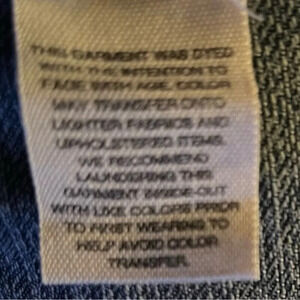 THIS GARMENT WAS DYED
WITH THE INTENTION TO
FADE WITH AGE. COLOR
MAY TRANSFER ONTO
LIGHTER FABRICS AND
UPHOLSTERED ITEMS.
WE RECOMMEND
LAUNDERING THIS
GARMENT INSIDE-OUT
WITH LIKE COLORS PRIOR
TO FIRST WEARING TO
HELP AVOID COLOR
TRANSFER.